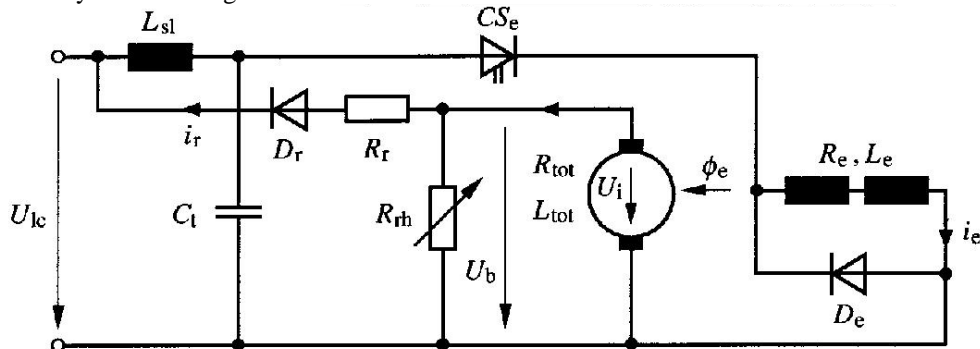 L_sl
CS_e
i_r
D_r
R_r
R_tot
U_i
L_tot
ϕ_e
R_e , L_e
U_lc
C_l
R_rh
U_b
i_e
D_e